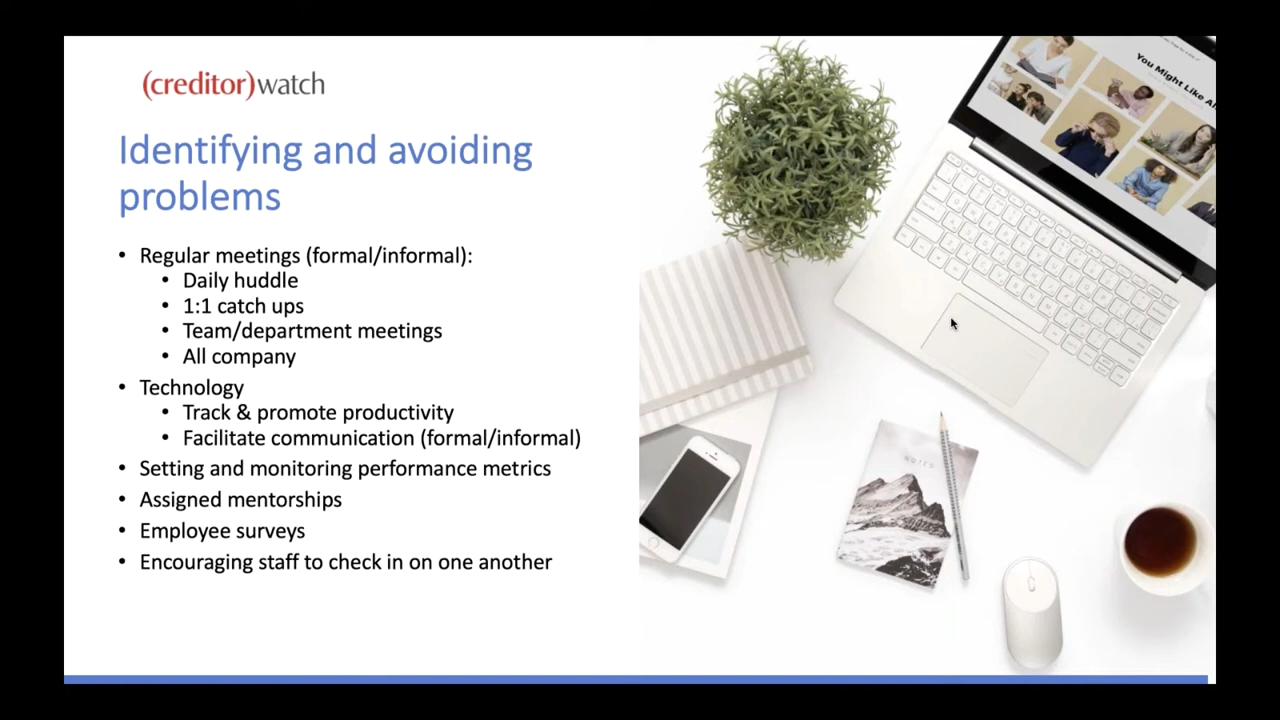 (creditor)watch
Identifying and avoiding
problems
• Regular meetings (formal/informal):
• Daily huddle
• 1:1 catch ups
• Team/department meetings
• All company
• Technology
• Track & promote productivity
• Facilitate communication (formal/informal)
• Setting and monitoring performance metrics
• Assigned mentorships
• Employee surveys
• Encouraging staff to check in on one another
You Might Like
NOTES